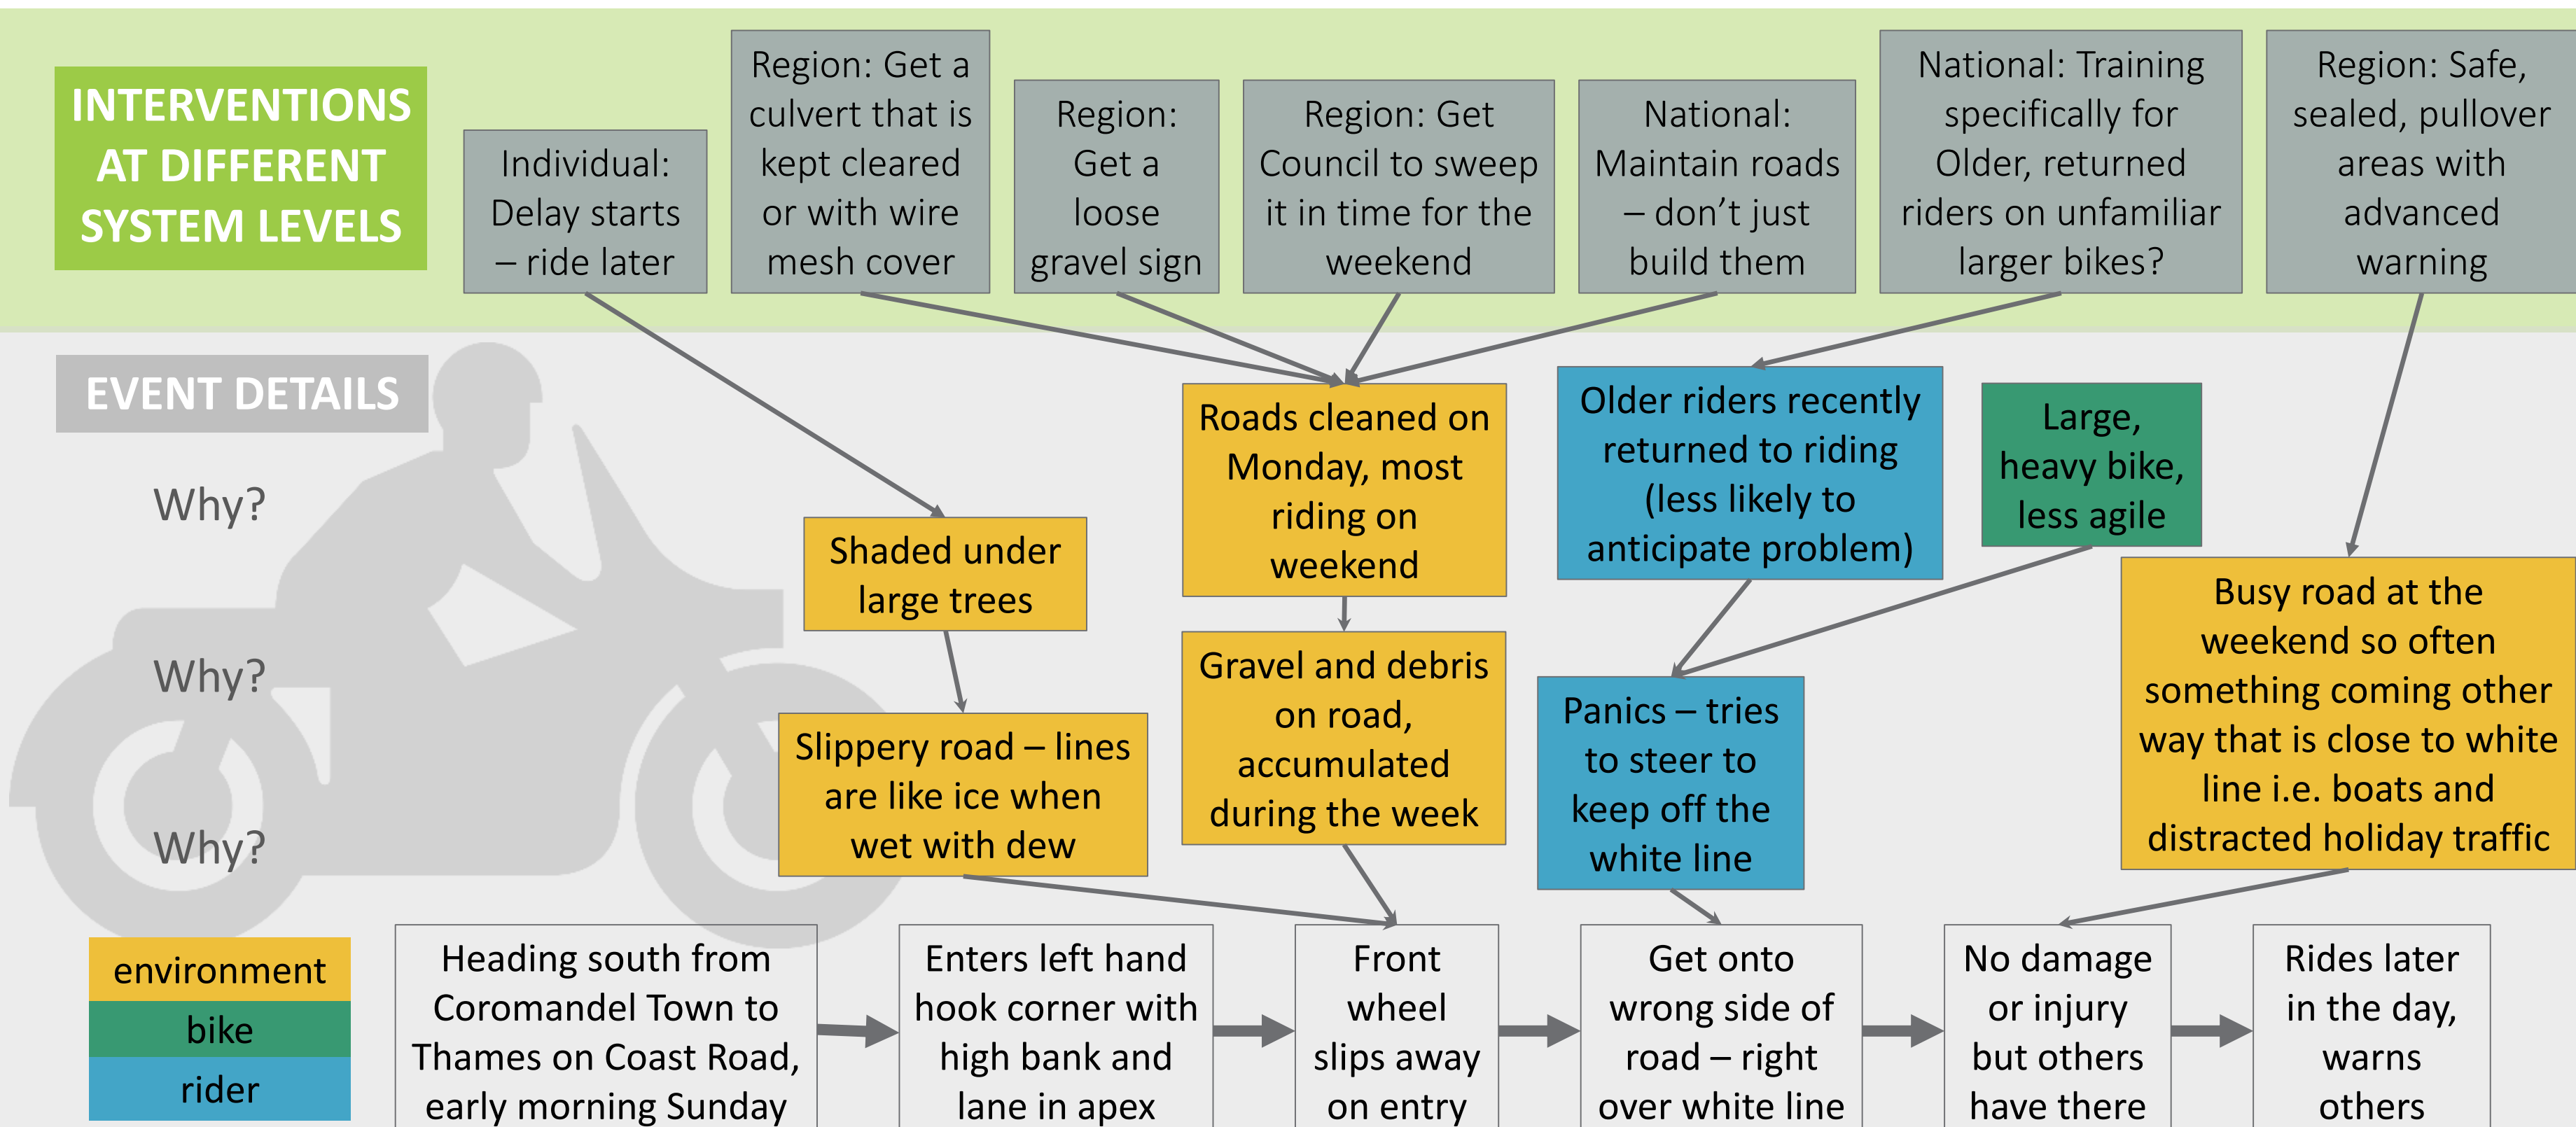 INTERVENTIONS
AT DIFFERENT
SYSTEM LEVELS
Individual:
Delay starts
– ride later
Region: Get a
culvert that is
kept cleared
or with wire
mesh cover
Region:
Get a
loose
gravel sign
Region: Get
Council to sweep
it in time for the
weekend
National:
Maintain roads
– don’t just
build them
National: Training
specifically for
Older, returned
riders on unfamiliar
larger bikes?
Region: Safe,
sealed, pullover
areas with
advanced
warning
EVENT DETAILS
Why?
Why?
Why?
Shaded under
large trees
Slippery road – lines
are like ice when
wet with dew
Roads cleaned on
Monday, most
riding on
weekend
Gravel and debris
on road,
accumulated
during the week
Older riders recently
returned to riding
(less likely to
anticipate problem)
Large,
heavy bike,
less agile
Panics – tries
to steer to
keep off the
white line
Busy road at the
weekend so often
something coming other
way that is close to white
line i.e. boats and
distracted holiday traffic
environment
bike
rider
Heading south from
Coromandel Town to
Thames on Coast Road,
early morning Sunday
Enters left hand
hook corner with
high bank and
lane in apex
Front
wheel
slips away
on entry
Get onto
wrong side of
road – right
over white line
No damage
or injury
but others
have there
Rides later
in the day,
warns
others